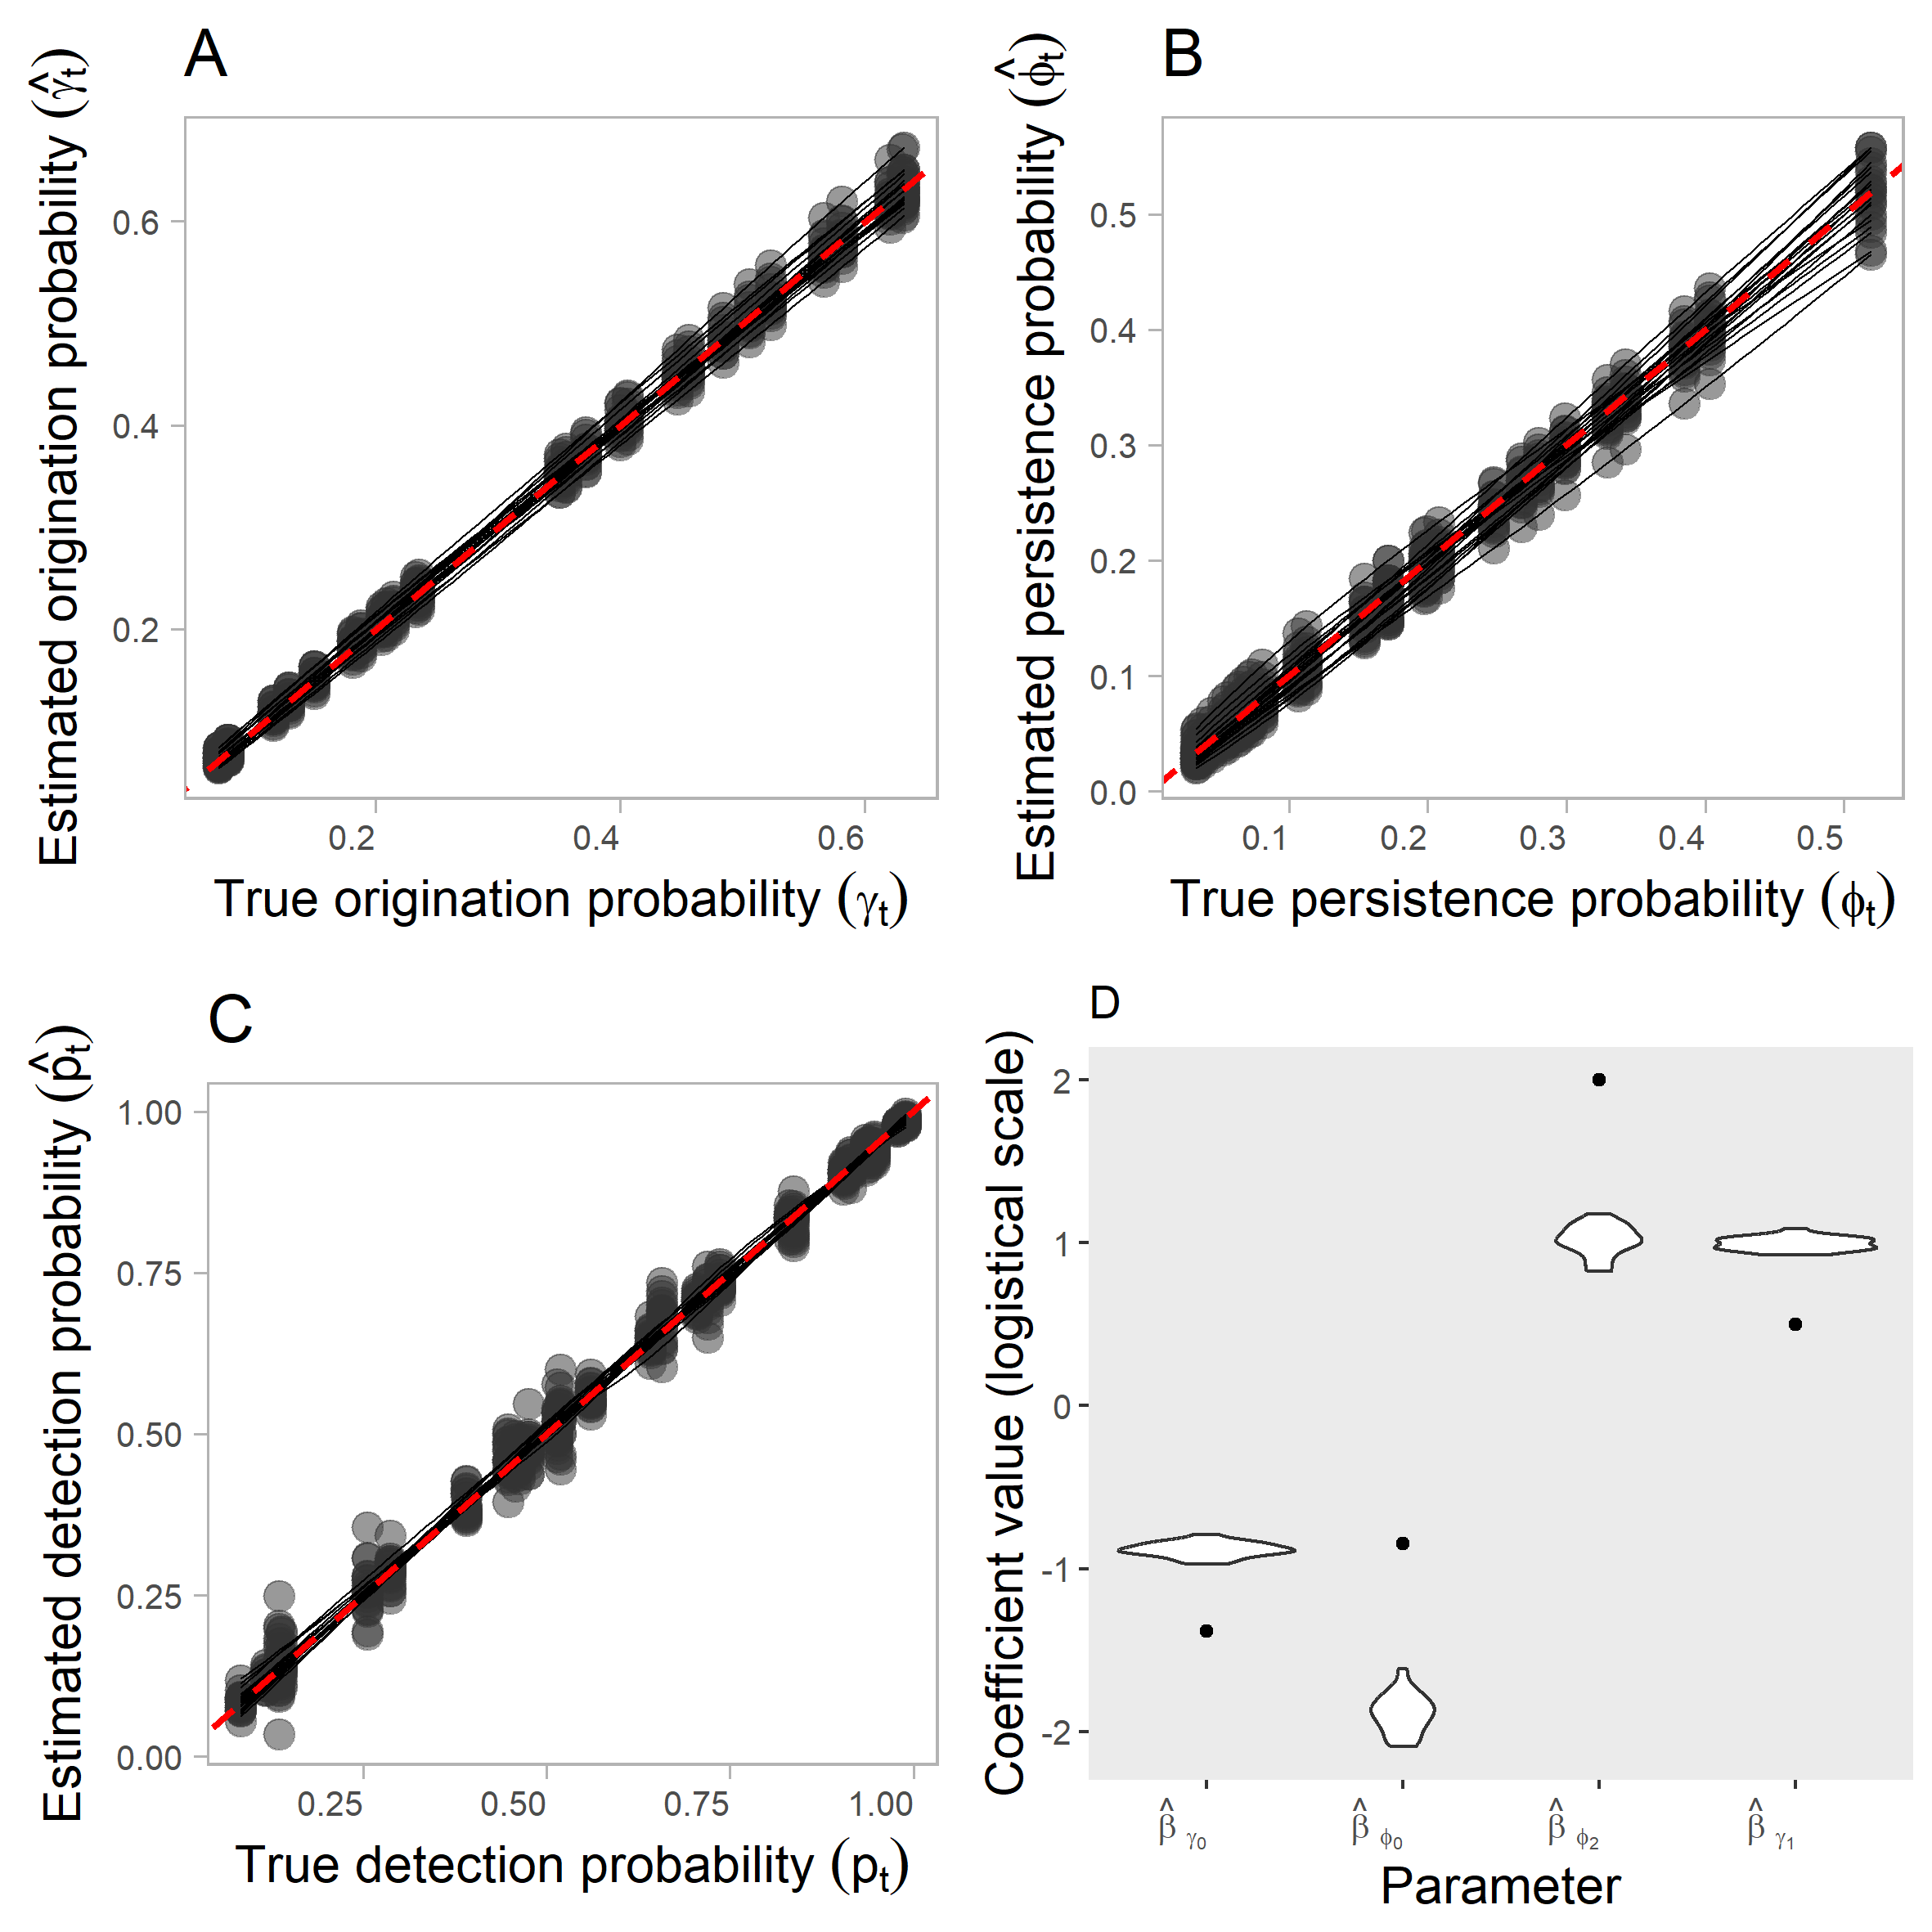 A
Estimated origination probability (γ̂t)
0.6
0.4
0.2
0.2 0.4 0.6
True origination probability (γt)
B
Estimated persistence probability (ϕ̂t)
0.5
0.4
0.3
0.2
0.1
0.0
0.1 0.2 0.3 0.4 0.5
True persistence probability (ϕt)
C
Estimated detection probability (p̂t)
1.00
0.75
0.50
0.25
0.00
0.25 0.50 0.75 1.00
True detection probability (pt)
D
Coefficient value (logistical scale)
2
1
0
-1
-2
β̂ γ0 β̂ ϕ0 β̂ ϕ2 β̂ γ1
Parameter